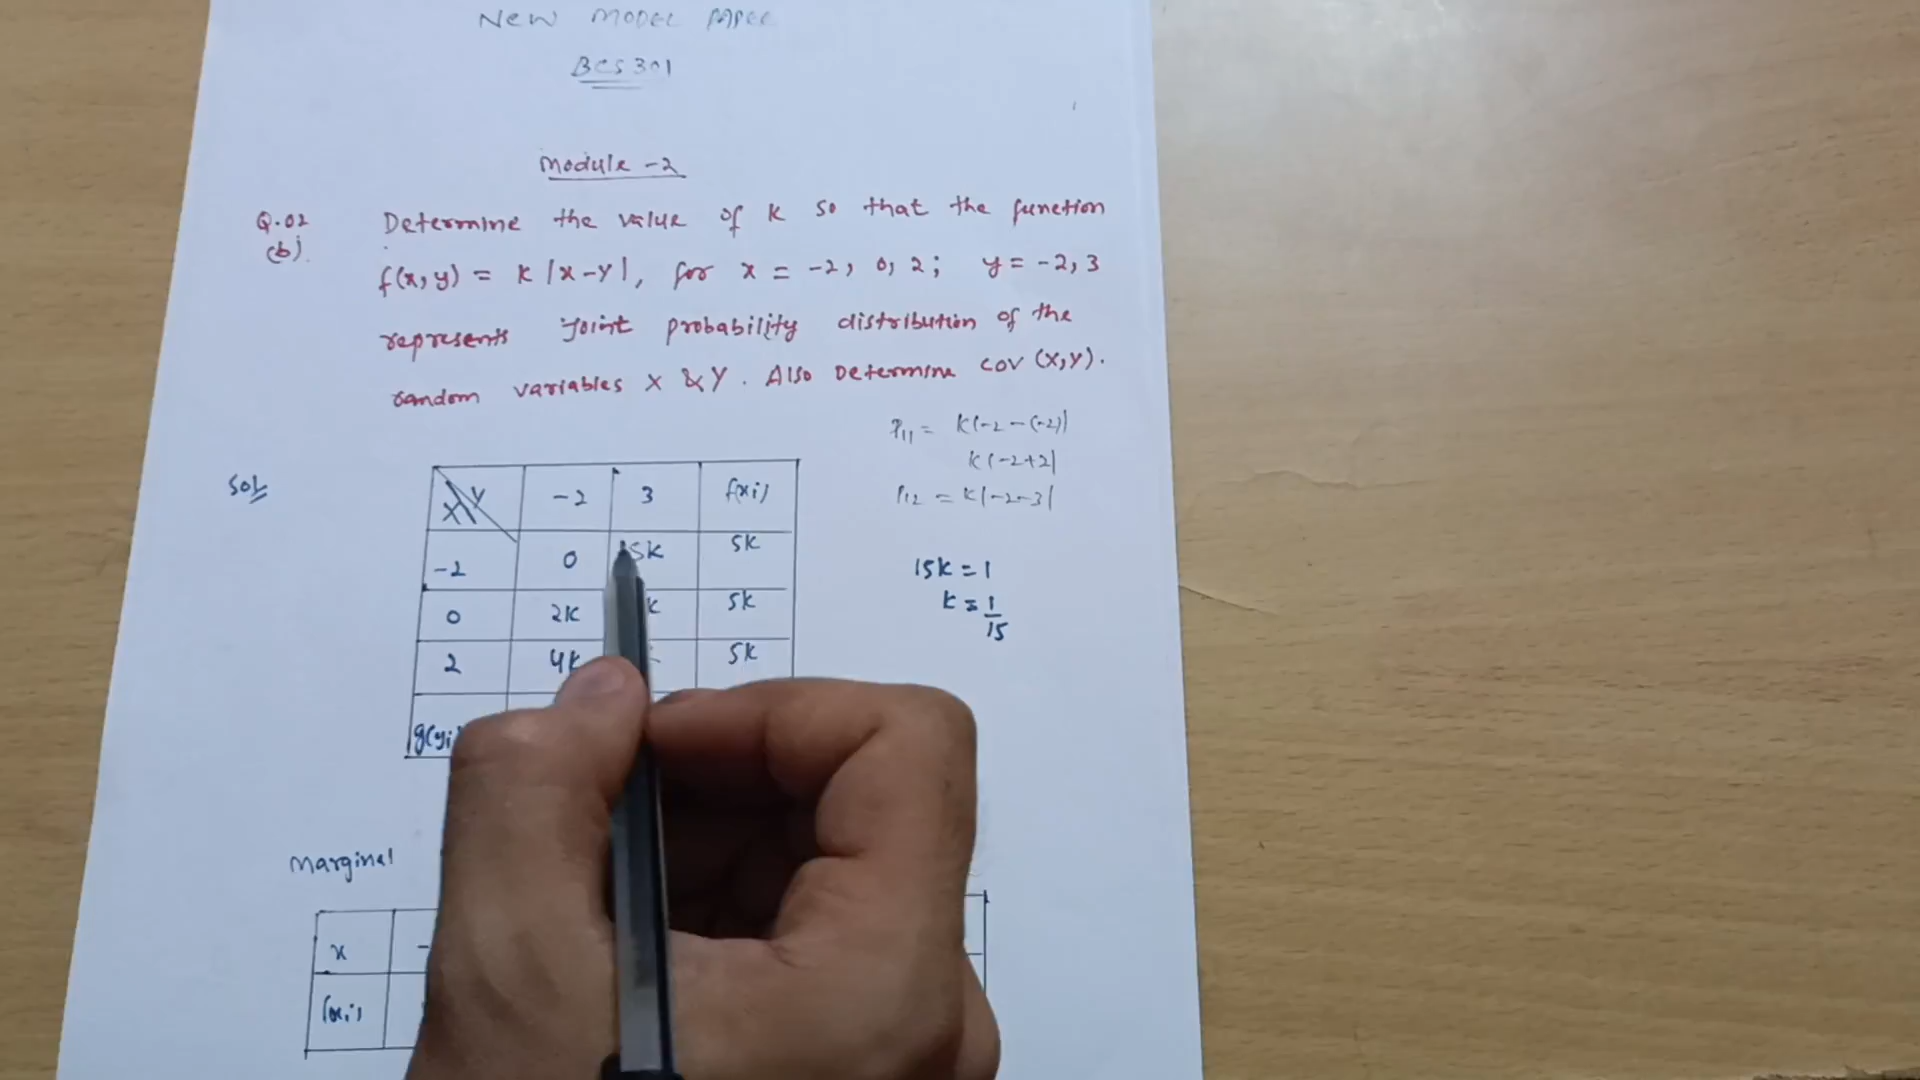 NEW MODEL PAPER
BCS301
Module -2
Q.02 Determine the value of K so that the function
(b). f(x,y) = K |x-y|, for x = -2, 0, 2; y = -2, 3
represents joint probability distribution of the
random variables X & Y. Also Determine cov (X,Y).
P11 = K|-2-(-2)|
K|-2+2|
P12 = K|-2-3|
Sol
X Y -2 3 f(xi)
-2 0 5K 5K
0 2K K 5K
2 4K 5K
g(yi)
15K = 1
K = 1/15
Marginal
x
f(xi)